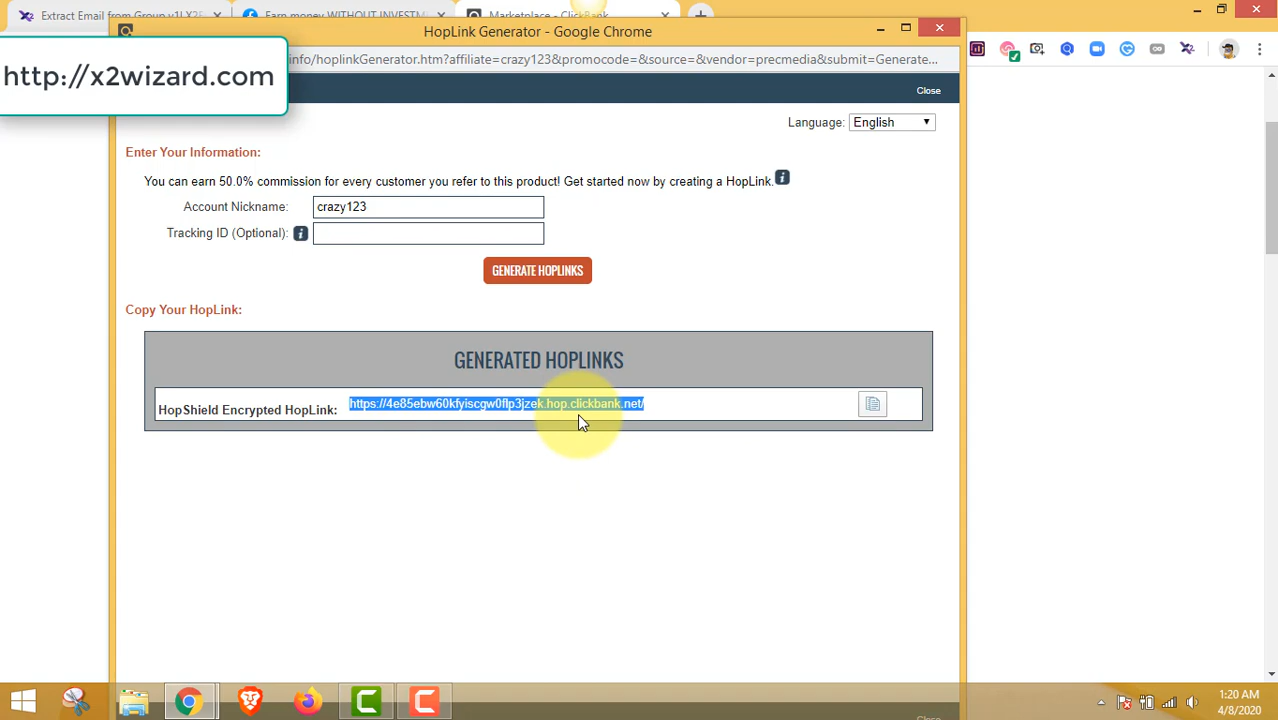 Extract Email from Group v1|X2S
Earn money WITHOUT INVESTM
Marketplace - ClickBank
HopLink Generator - Google Chrome
http://x2wizard.com
info/hoplinkGenerator.htm?affiliate=crazy123&promocode=&source=&vendor=precmedia&submit=Generate...
Close
Language: English
Enter Your Information:
You can earn 50.0% commission for every customer you refer to this product! Get started now by creating a HopLink.
Account Nickname: crazy123
Tracking ID (Optional):
GENERATE HOPLINKS
Copy Your HopLink:
GENERATED HOPLINKS
HopShield Encrypted HopLink: https://4e85ebw60kfyiscgw0flp3jzek.hop.clickbank.net/
1:20 AM
4/8/2020
Close